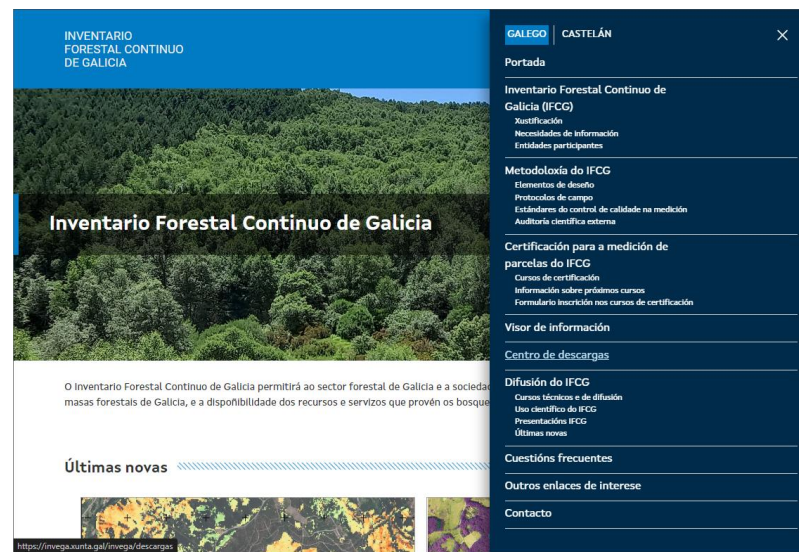 INVENTARIO
FORESTAL CONTINUO
DE GALICIA
Inventario Forestal Continuo de Galicia
O Inventario Forestal Continuo de Galicia permitirá ao sector forestal de Galicia e a sociedad
masas forestais de Galicia, e a dispoñibilidade dos recursos e servizos que provén os bosque
Últimas novas
https://invega.xunta.gal/invega/descargas
GALEGO CASTELÁN
Portada
Inventario Forestal Continuo de
Galicia (IFCG)
Xustificación
Necesidades de información
Entidades participantes
Metodoloxía do IFCG
Elementos de deseño
Protocolos de campo
Estándares do control de calidade na medición
Auditoría científica externa
Certificación para a medición de
parcelas do IFCG
Cursos de certificación
Información sobre próximos cursos
Formulario inscrición nos cursos de certificación
Visor de información
Centro de descargas
Difusión do IFCG
Cursos técnicos e de difusión
Uso científico do IFCG
Presentacións IFCG
Últimas novas
Cuestións frecuentes
Outros enlaces de interese
Contacto